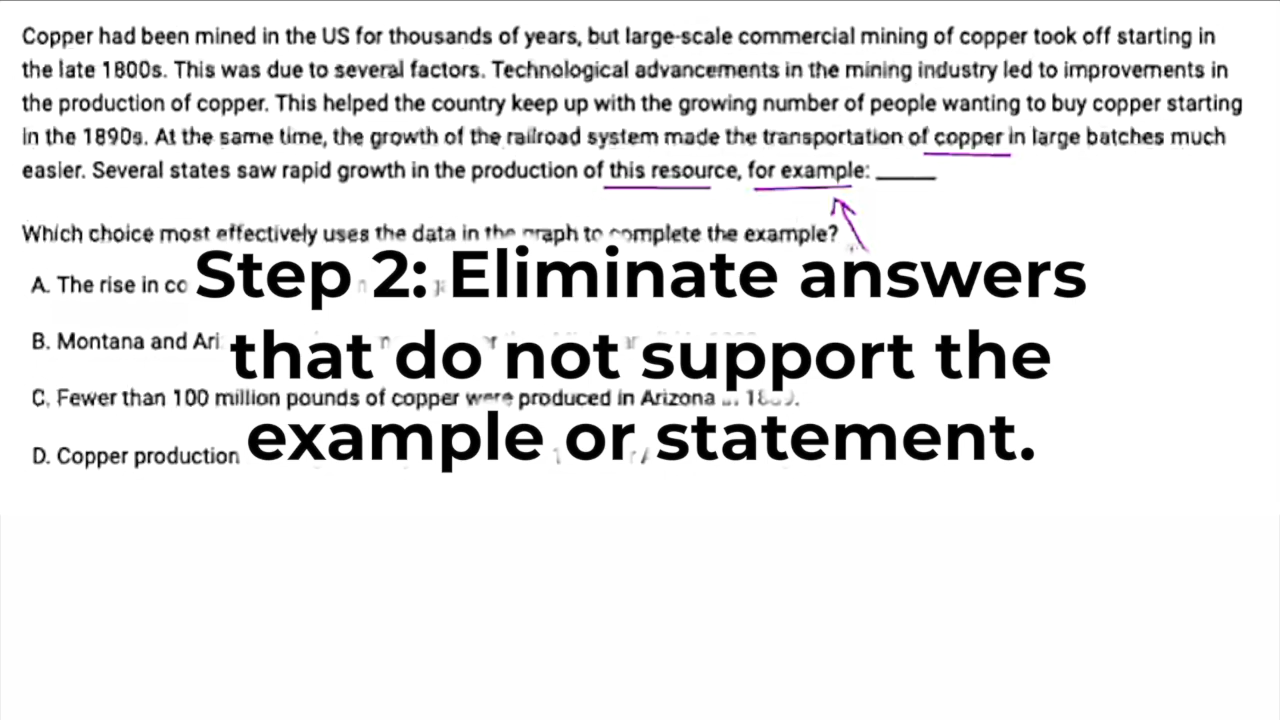 Copper had been mined in the US for thousands of years, but large-scale commercial mining of copper took off starting in
the late 1800s. This was due to several factors. Technological advancements in the mining industry led to improvements in
the production of copper. This helped the country keep up with the growing number of people wanting to buy copper starting
in the 1890s. At the same time, the growth of the railroad system made the transportation of copper in large batches much
easier. Several states saw rapid growth in the production of this resource, for example: ______
Which choice most effectively uses the data in the graph to complete the example?
A. The rise in
Step 2: Eliminate answers
B. Montana and
that do not support the
C. Fewer than 100 million pounds of copper were produced in Arizona
example or statement.
D. Copper production